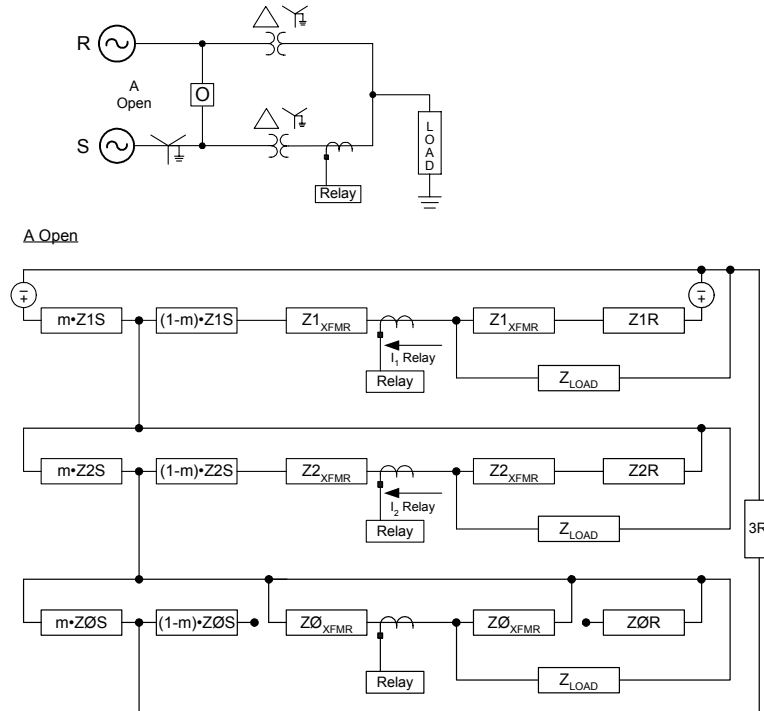 R
A
Open
O
S
Relay
LOAD
A Open
m•Z1S
(1-m)•Z1S
Z1XFMR
Z1XFMR
Z1R
I1 Relay
Relay
ZLOAD
m•Z2S
(1-m)•Z2S
Z2XFMR
Z2XFMR
Z2R
I2 Relay
Relay
ZLOAD
3R
m•ZØS
(1-m)•ZØS
ZØXFMR
ZØXFMR
ZØR
Relay
ZLOAD